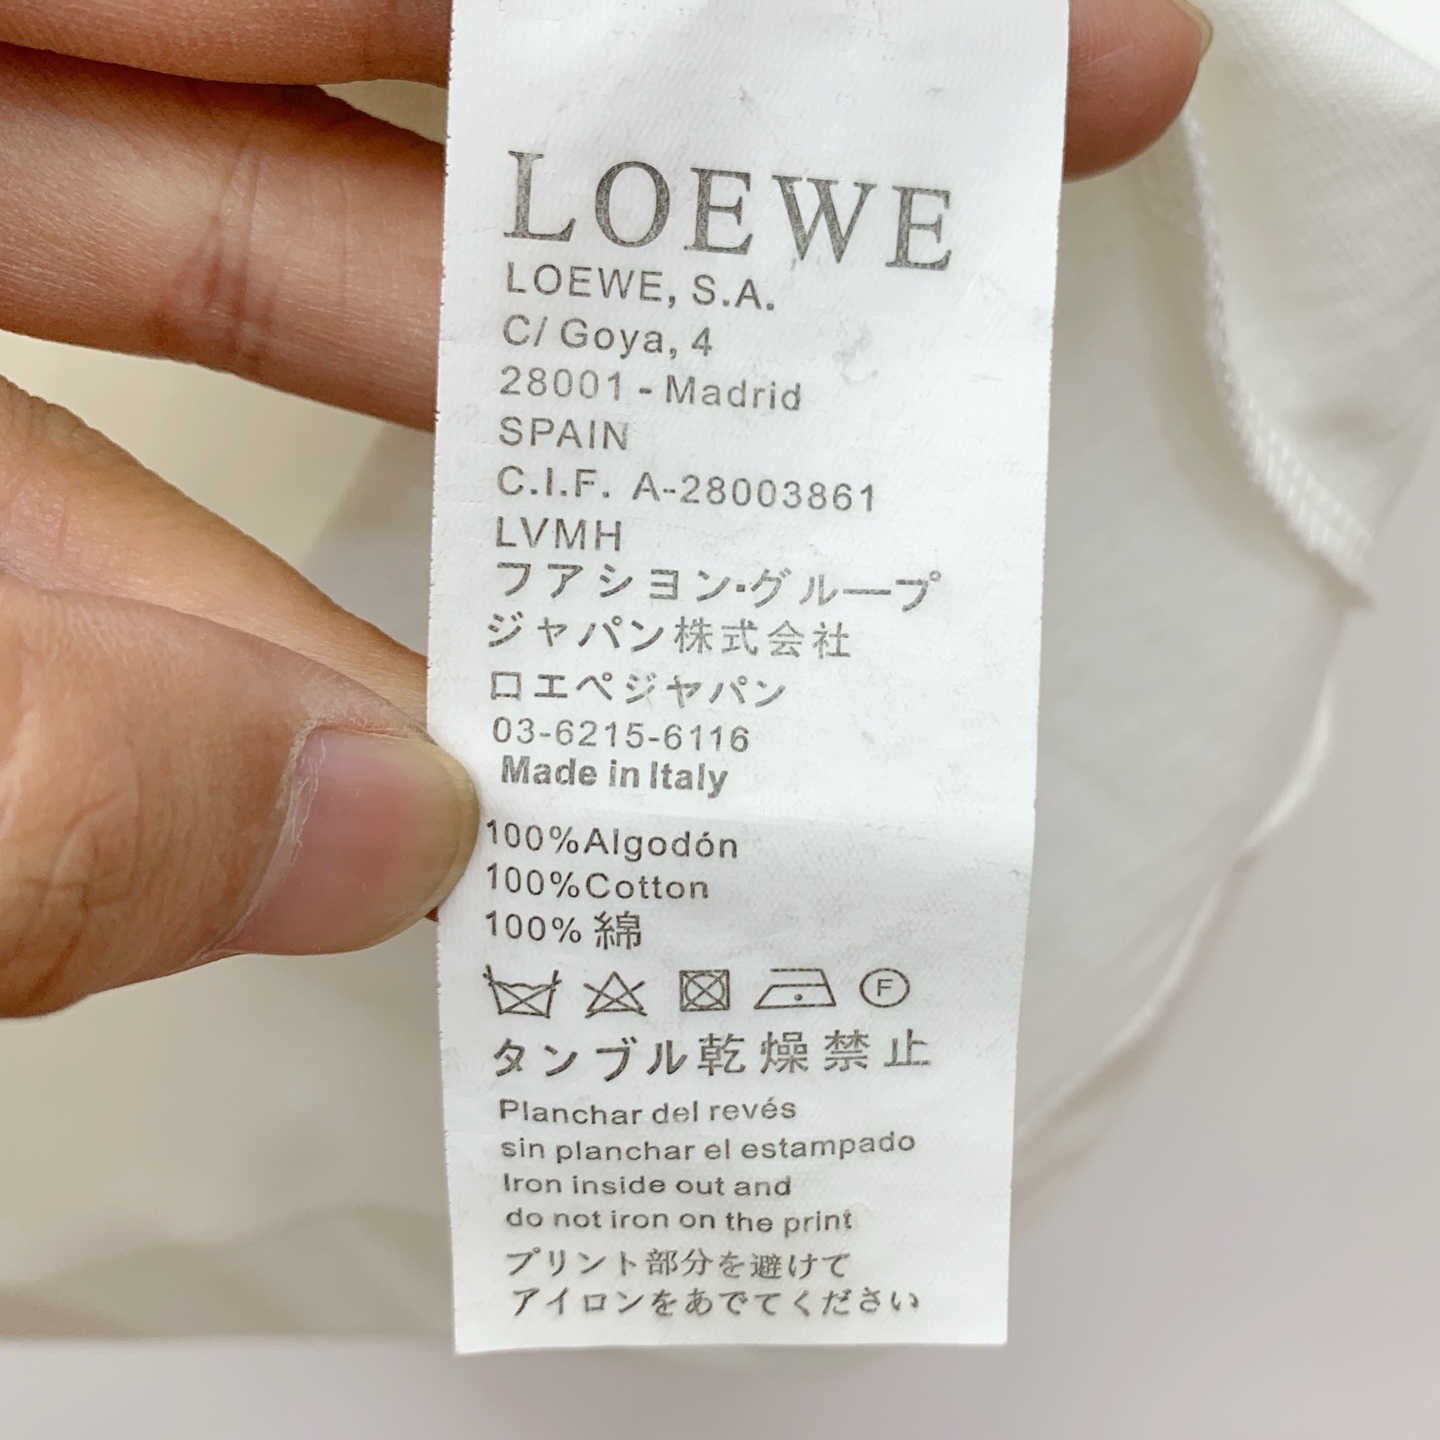 LOEWE
LOEWE, S.A.
C/ Goya, 4
28001 - Madrid
SPAIN
C.I.F. A-28003861
LVMH
フアシヨン・グループ
ジャパン株式会社
口エペジャパン
03-6215-6116
Made in Italy
100%Algodón
100%Cotton
100% 綿
F
タンブル乾燥禁止
Planchar del revés
sin planchar el estampado
Iron inside out and
do not iron on the print
プリント部分を避けて
アイロンをあでてください